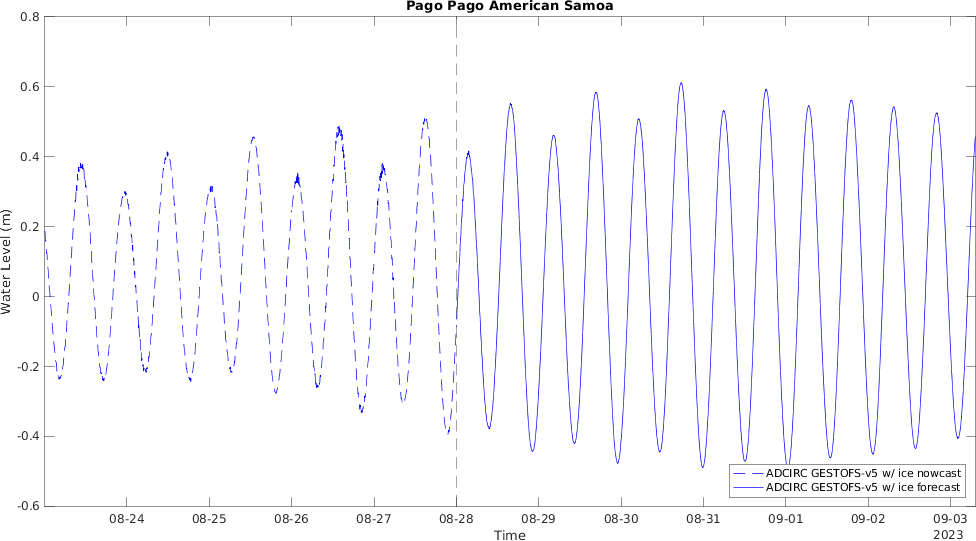 Pago Pago American Samoa
0.8
0.6
0.4
0.2
0
-0.2
-0.4
-0.6
Water Level (m)
ADCIRC GESTOFS-v5 w/ ice nowcast
ADCIRC GESTOFS-v5 w/ ice forecast
08-24 08-25 08-26 08-27 08-28 08-29 08-30 08-31 09-01 09-02 09-03
Time
2023